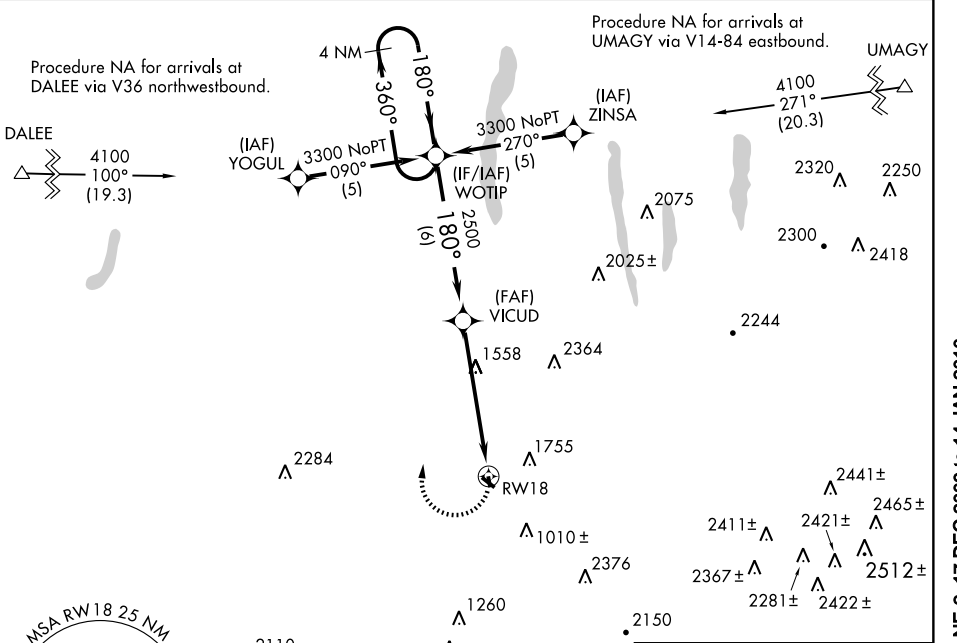 Procedure NA for arrivals at
UMAGY via V14-84 eastbound.
Procedure NA for arrivals at
DALEE via V36 northwestbound.
4 NM
180°
360°
UMAGY
4100
271°
(20.3)
(IAF)
ZINSA
3300 NoPT
270°
(5)
DALEE
4100
100°
(19.3)
(IAF)
YOGUL
3300 NoPT
090°
(5)
(IF/IAF)
WOTIP
2320
2250
2075
2500
180°
(6)
2300
2418
2025±
(FAF)
VICUD
2244
1558
2364
2284
1755
RW18
2441±
2465±
2411±
2421±
1010±
2512±
2376
2367±
2281±
2422±
1260
2150
MSA RW18 25 NM